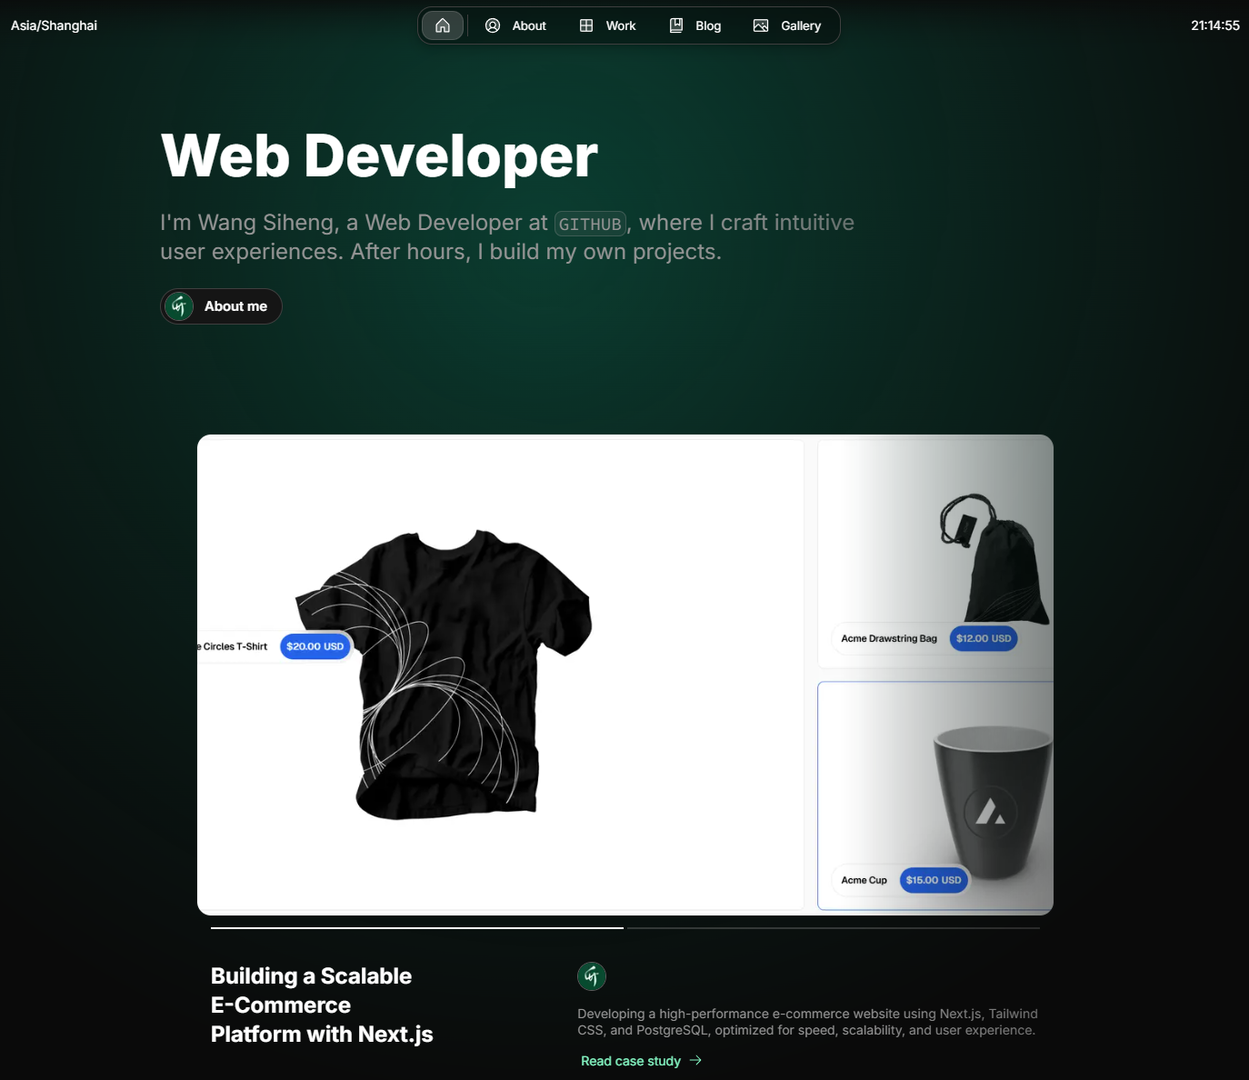 Asia/Shanghai
About
Work
Blog
Gallery
21:14:55
Web Developer
I'm Wang Siheng, a Web Developer at GITHUB, where I craft intuitive
user experiences. After hours, I build my own projects.
About me
e Circles T-Shirt $20.00 USD
Acme Drawstring Bag $12.00 USD
Acme Cup $15.00 USD
Building a Scalable
E-Commerce
Platform with Next.js
Developing a high-performance e-commerce website using Next.js, Tailwind
CSS, and PostgreSQL, optimized for speed, scalability, and user experience.
Read case study →